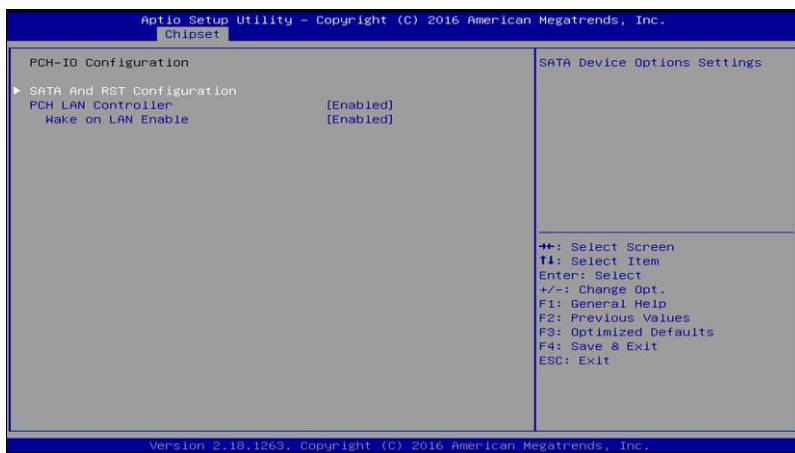 Aptio Setup Utility – Copyright (C) 2016 American Megatrends, Inc.
Chipset
PCH-IO Configuration
SATA And RST Configuration
PCH LAN Controller [Enabled]
Wake on LAN Enable [Enabled]
SATA Device Options Settings
→←: Select Screen
↑↓: Select Item
Enter: Select
+/-: Change Opt.
F1: General Help
F2: Previous Values
F3: Optimized Defaults
F4: Save & Exit
ESC: Exit
Version 2.18.1263. Copyright (C) 2016 American Megatrends, Inc.